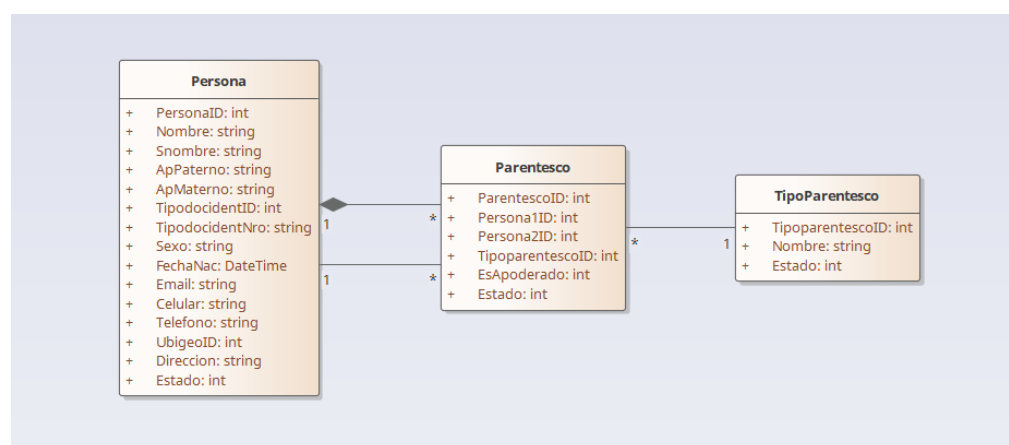 Persona
+ PersonaID: int
+ Nombre: string
+ Snombre: string
+ ApPaterno: string
+ ApMaterno: string
+ TipodocidentID: int
+ TipodocidentNro: string
+ Sexo: string
+ FechaNac: DateTime
+ Email: string
+ Celular: string
+ Telefono: string
+ UbigeoID: int
+ Direccion: string
+ Estado: int
1
*
1
*
Parentesco
+ ParentescoID: int
+ Persona1ID: int
+ Persona2ID: int
+ TipoparentescoID: int
+ EsApoderado: int
+ Estado: int
*
1
TipoParentesco
+ TipoparentescoID: int
+ Nombre: string
+ Estado: int